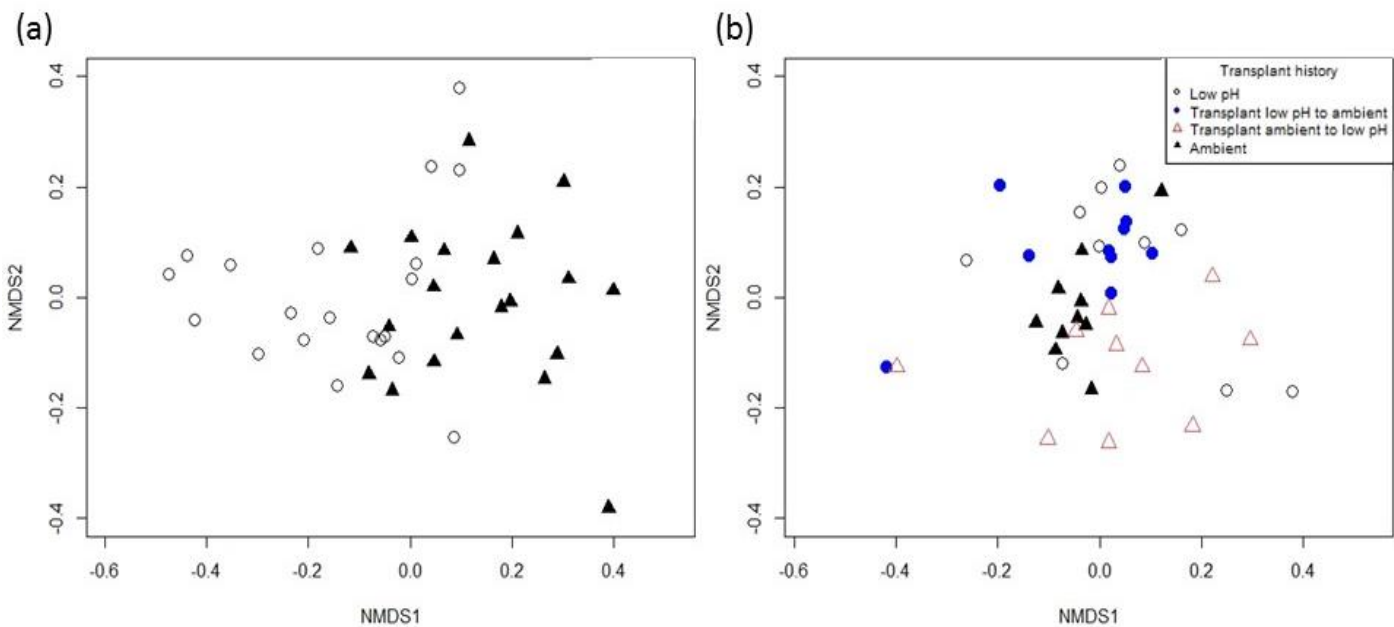 (a)
(b)
0.4
0.2
0.0
-0.2
-0.4
NMDS2
-0.6
-0.4
-0.2
0.0
0.2
0.4
NMDS1
Transplant history
Low pH
Transplant low pH to ambient
Transplant ambient to low pH
Ambient
0.4
0.2
0.0
-0.2
-0.4
NMDS2
-0.6
-0.4
-0.2
0.0
0.2
0.4
NMDS1